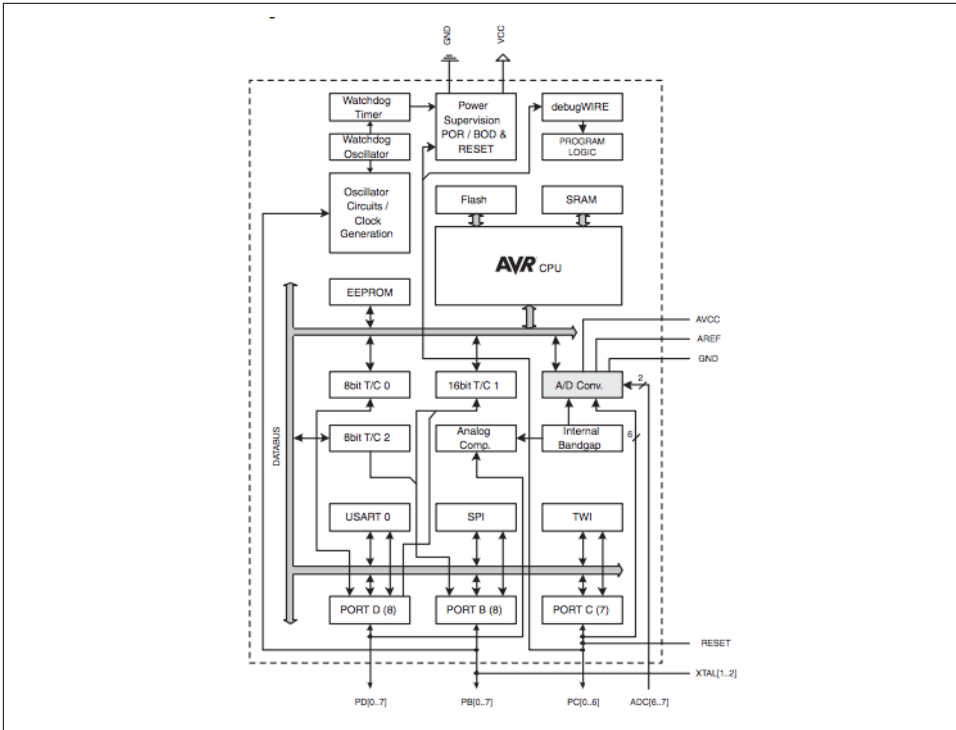 GND
VCC
Watchdog
Timer
Power
Supervision
POR / BOD &
RESET
debugWIRE
Watchdog
Oscillator
PROGRAM
LOGIC
Oscillator
Circuits /
Clock
Generation
Flash
SRAM
AVR CPU
EEPROM
AVCC
AREF
GND
8bit T/C 0
16bit T/C 1
A/D Conv.
2
DATABUS
8bit T/C 2
Analog
Comp.
Internal
Bandgap
6
USART 0
SPI
TWI
PORT D (8)
PORT B (8)
PORT C (7)
RESET
XTAL[1..2]
PD[0..7]
PB[0..7]
PC[0..6]
ADC[6..7]